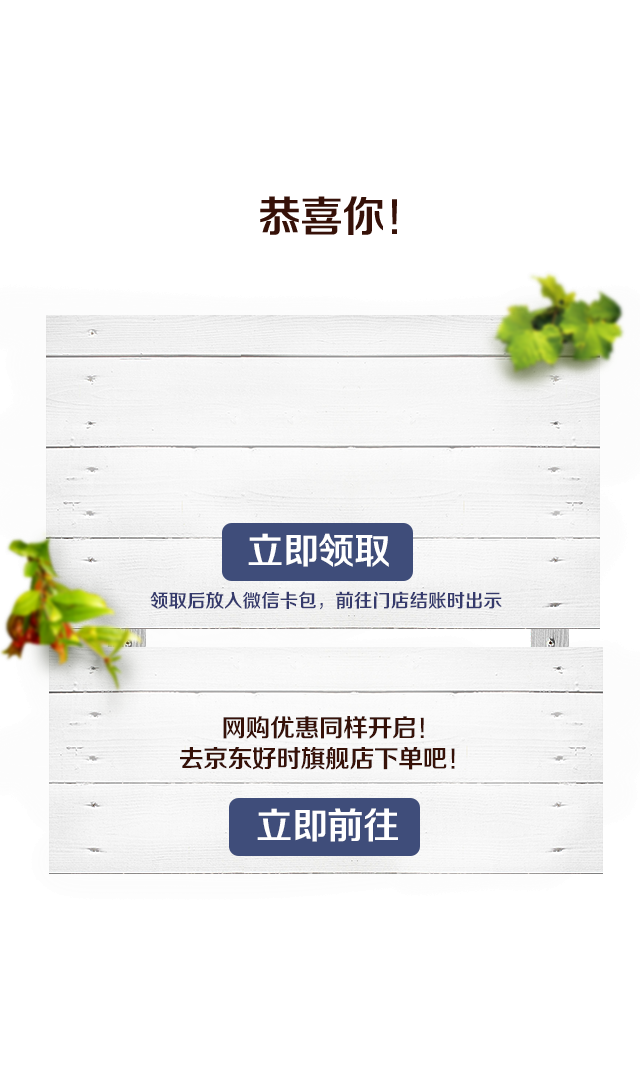 恭喜你！
立即领取
领取后放入微信卡包，前往门店结账时出示
网购优惠同样开启！
去京东好时旗舰店下单吧！
立即前往